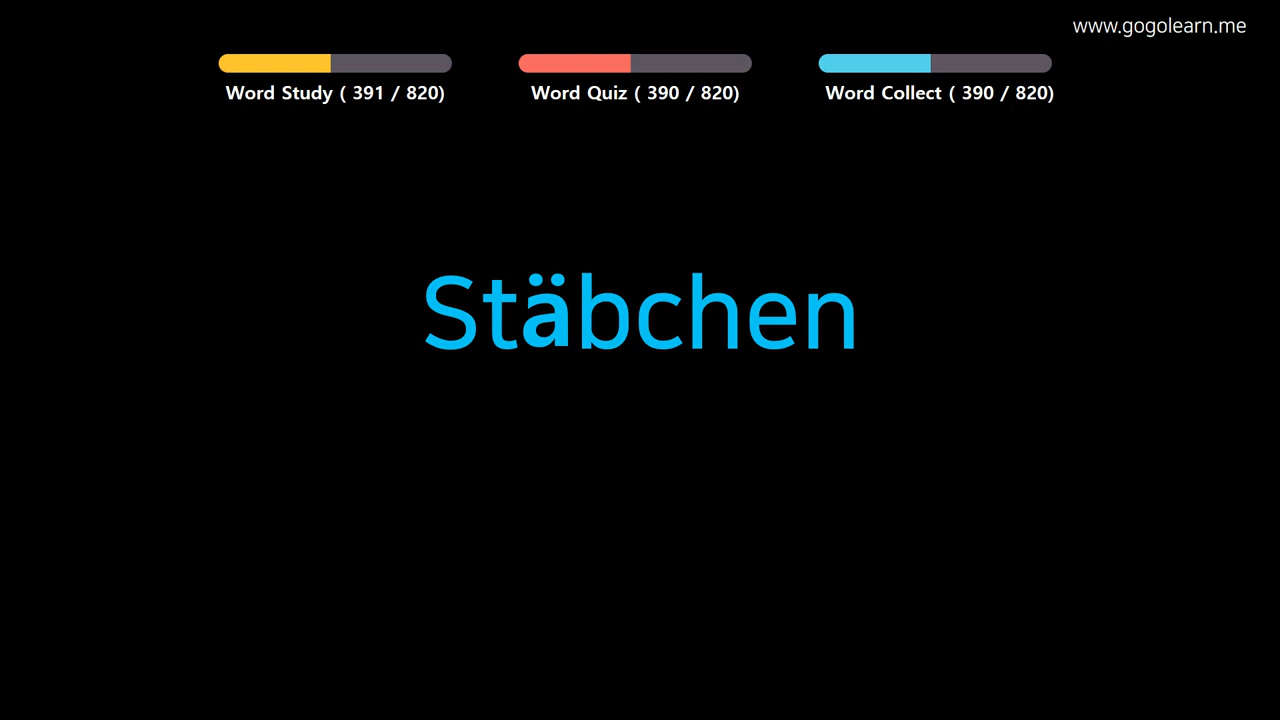 www.gogolearn.me
Word Study ( 391 / 820)
Word Quiz ( 390 / 820)
Word Collect ( 390 / 820)
Stäbchen